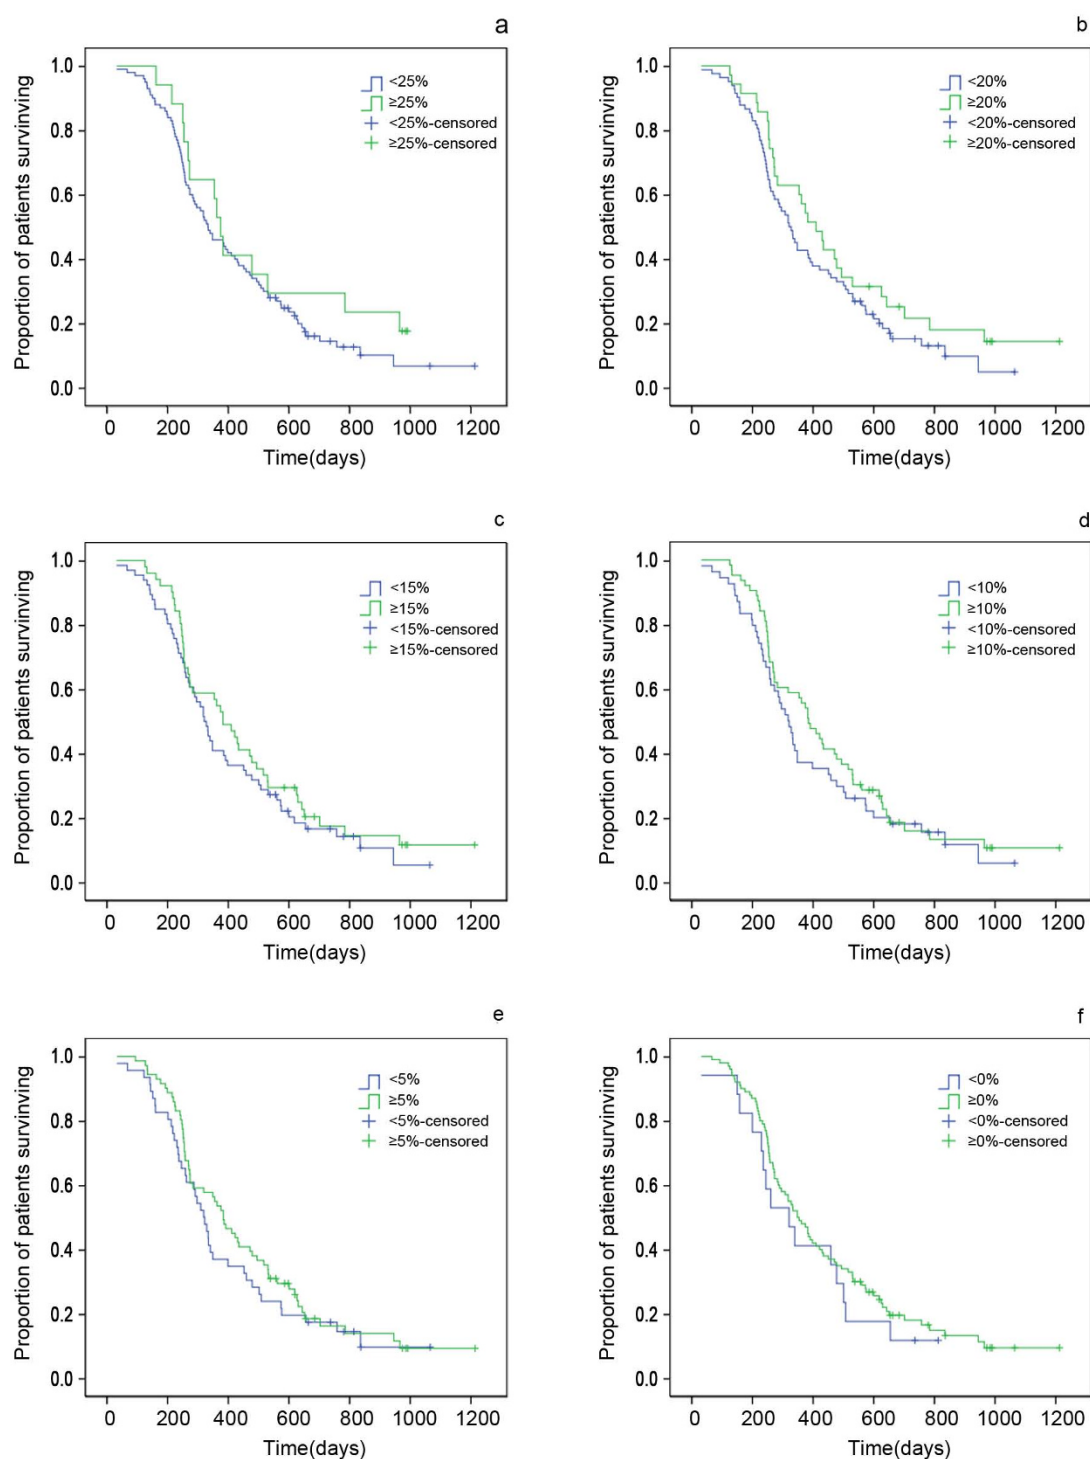 a
Proportion of patients survinving
1.0
0.8
0.6
0.4
0.2
0.0
<25%
≥25%
<25%-censored
≥25%-censored
0 200 400 600 800 1000 1200
Time(days)
b
Proportion of patients survinving
1.0
0.8
0.6
0.4
0.2
0.0
<20%
≥20%
<20%-censored
≥20%-censored
0 200 400 600 800 1000 1200
Time(days)
c
Proportion of patients survinving
1.0
0.8
0.6
0.4
0.2
0.0
<15%
≥15%
<15%-censored
≥15%-censored
0 200 400 600 800 1000 1200
Time(days)
d
Proportion of patients survinving
1.0
0.8
0.6
0.4
0.2
0.0
<10%
≥10%
<10%-censored
≥10%-censored
0 200 400 600 800 1000 1200
Time(days)
e
Proportion of patients survinving
1.0
0.8
0.6
0.4
0.2
0.0
<5%
≥5%
<5%-censored
≥5%-censored
0 200 400 600 800 1000 1200
Time(days)
f
Proportion of patients survinving
1.0
0.8
0.6
0.4
0.2
0.0
<0%
≥0%
<0%-censored
≥0%-censored
0 200 400 600 800 1000 1200
Time(days)